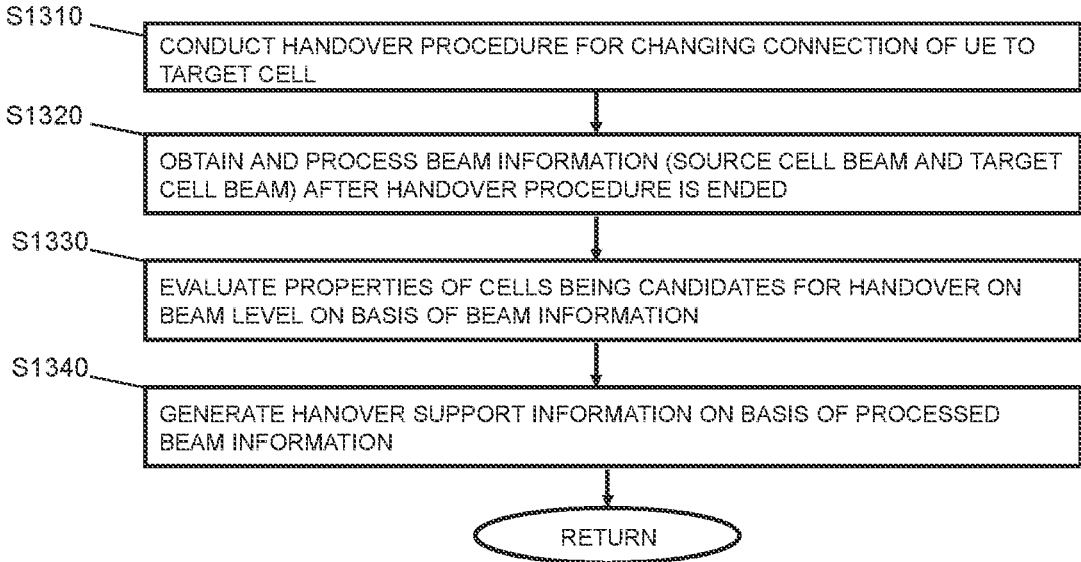 S1310
CONDUCT HANDOVER PROCEDURE FOR CHANGING CONNECTION OF UE TO
TARGET CELL
S1320
OBTAIN AND PROCESS BEAM INFORMATION (SOURCE CELL BEAM AND TARGET
CELL BEAM) AFTER HANDOVER PROCEDURE IS ENDED
S1330
EVALUATE PROPERTIES OF CELLS BEING CANDIDATES FOR HANDOVER ON
BEAM LEVEL ON BASIS OF BEAM INFORMATION
S1340
GENERATE HANOVER SUPPORT INFORMATION ON BASIS OF PROCESSED
BEAM INFORMATION
RETURN